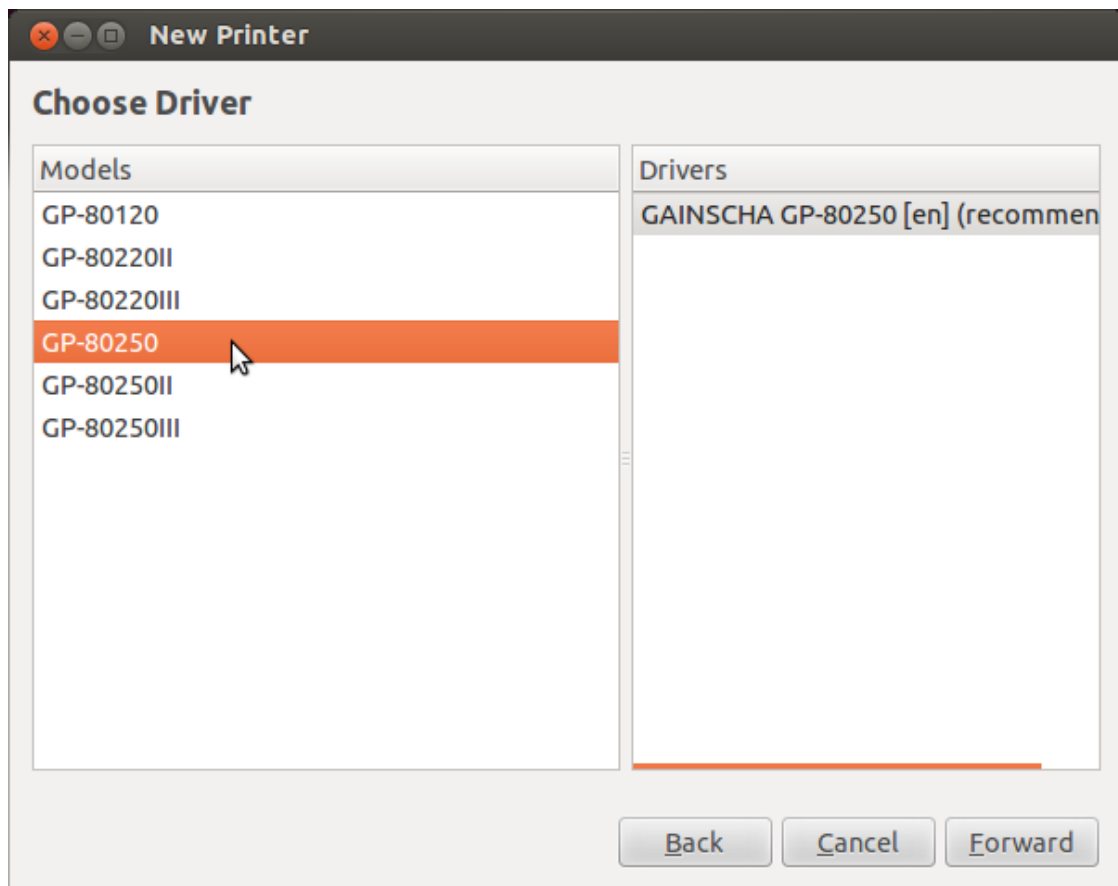 New Printer
Choose Driver
Models
GP-80120
GP-80220II
GP-80220III
GP-80250
GP-80250II
GP-80250III
Drivers
GAINSCHA GP-80250 [en] (recommen
Back
Cancel
Forward